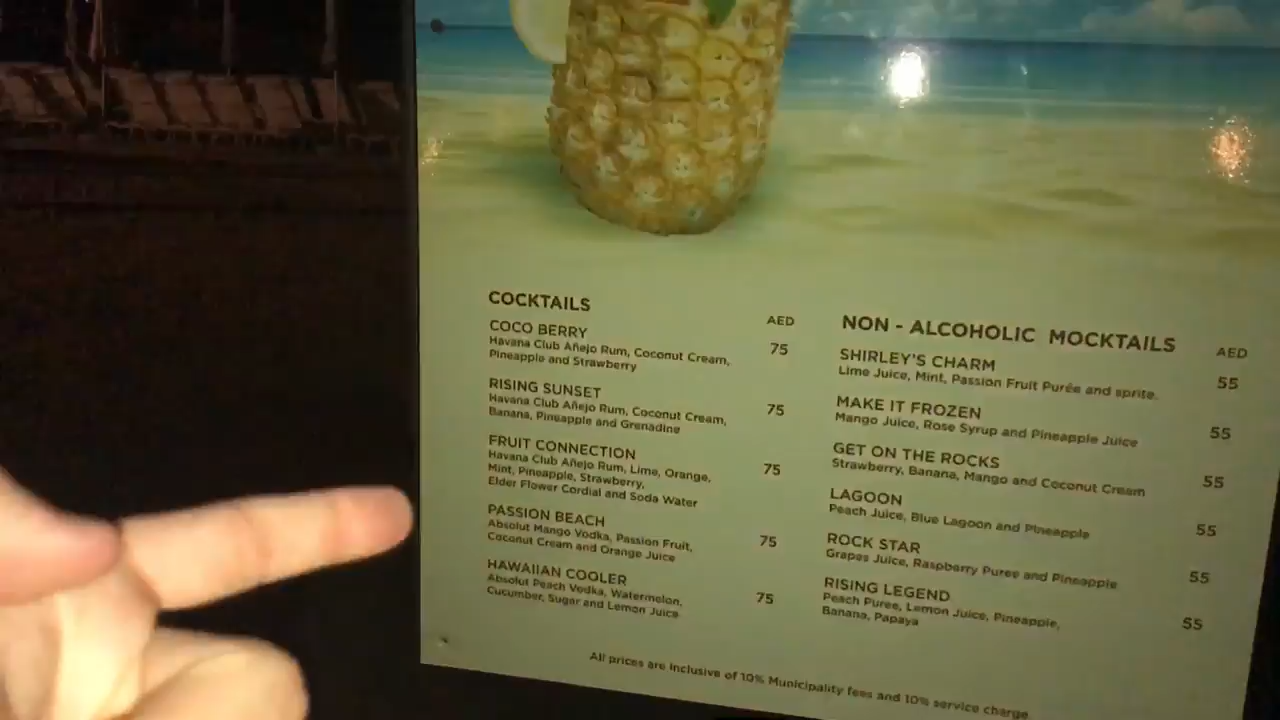 COCKTAILS
AED
COCO BERRY
75
Havana Club Añejo Rum, Coconut Cream,
Pineapple and Strawberry
RISING SUNSET
75
Havana Club Añejo Rum, Coconut Cream,
Banana, Pineapple and Grenadine
FRUIT CONNECTION
75
Havana Club Añejo Rum, Lime, Orange,
Mint, Pineapple, Strawberry,
Elder Flower Cordial and Soda Water
PASSION BEACH
75
Absolut Mango Vodka, Passion Fruit,
Coconut Cream and Orange Juice
HAWAIIAN COOLER
75
Absolut Peach Vodka, Watermelon,
Cucumber, Sugar and Lemon Juice
NON - ALCOHOLIC MOCKTAILS
AED
SHIRLEY'S CHARM
55
Lime Juice, Mint, Passion Fruit Purée and sprite.
MAKE IT FROZEN
55
Mango Juice, Rose Syrup and Pineapple Juice
GET ON THE ROCKS
55
Strawberry, Banana, Mango and Coconut Cream
LAGOON
55
Peach Juice, Blue Lagoon and Pineapple
ROCK STAR
55
Grapes Juice, Raspberry Puree and Pineapple
RISING LEGEND
55
Peach Puree, Lemon Juice, Pineapple,
Banana, Papaya
All prices are inclusive of 10% Municipality fees and 10% service charge.